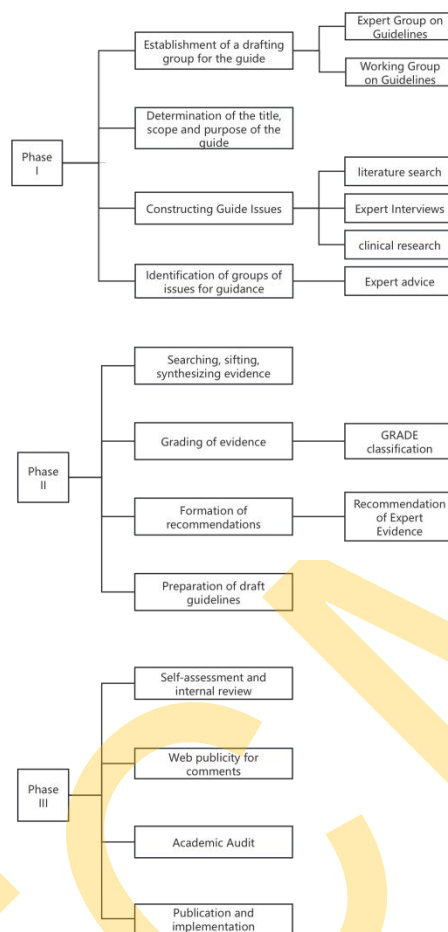 Phase
I
Establishment of a drafting
group for the guide
Expert Group on
Guidelines
Working Group
on Guidelines
Determination of the title,
scope and purpose of the
guide
Constructing Guide Issues
literature search
Expert Interviews
clinical research
Identification of groups of
issues for guidance
Expert advice
Phase
II
Searching, sifting,
synthesizing evidence
Grading of evidence
GRADE
classification
Formation of
recommendations
Recommendation
of Expert
Evidence
Preparation of draft
guidelines
Phase
III
Self-assessment and
internal review
Web publicity for
comments
Academic Audit
Publication and
implementation